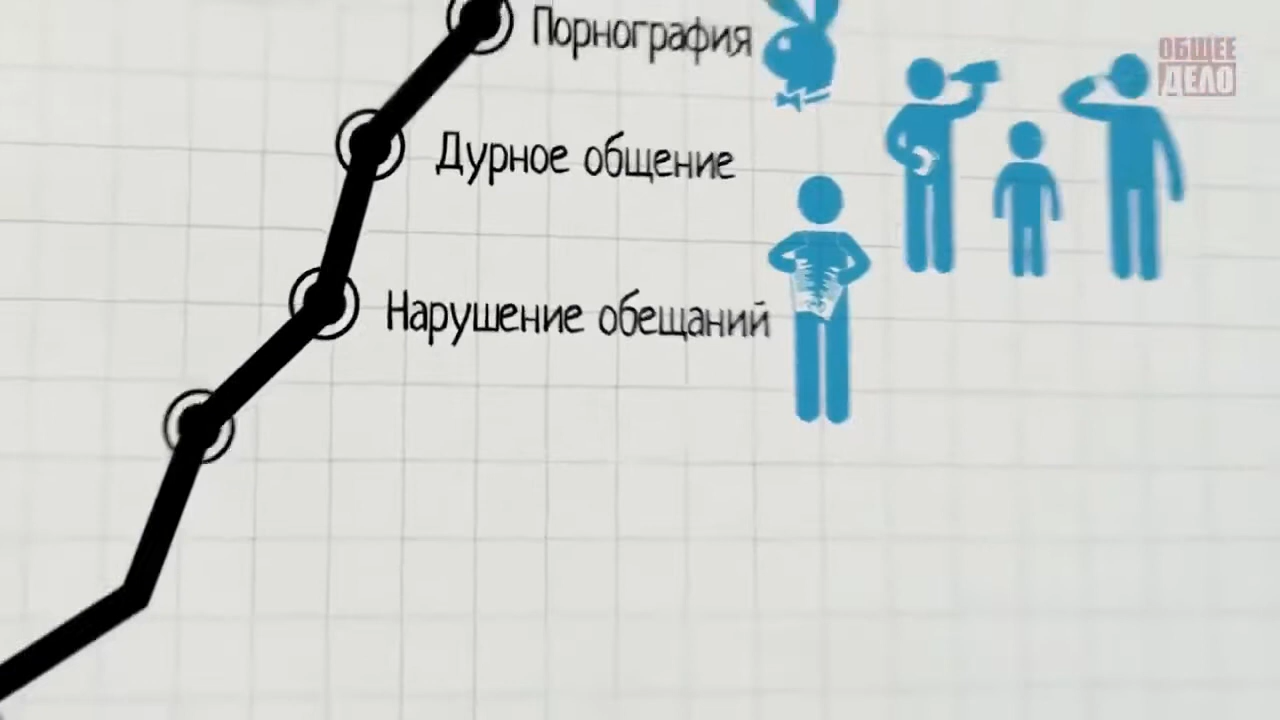 Порнография
ОБЩЕЕ
ДЕЛО
Дурное общение
Нарушение обещаний